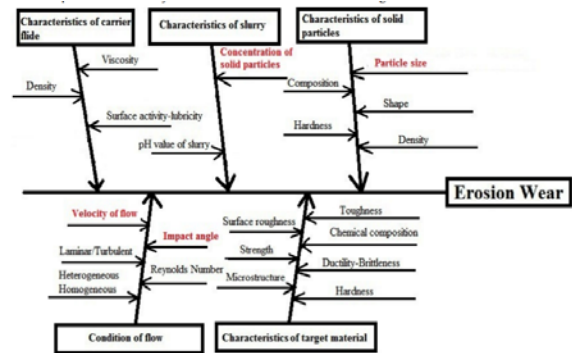 Characteristics of carrier
flide
Characteristics of slurry
Characteristics of solid
particles
Viscosity
Density
Surface activity-lubricity
Concentration of
solid particles
pH value of slurry
Particle size
Composition
Shape
Hardness
Density
Erosion Wear
Velocity of flow
Impact angle
Laminar/Turbulent
Reynolds Number
Heterogeneous
Homogeneous
Condition of flow
Toughness
Surface roughness
Chemical composition
Strength
Ductility-Brittleness
Microstructure
Hardness
Characteristics of target material